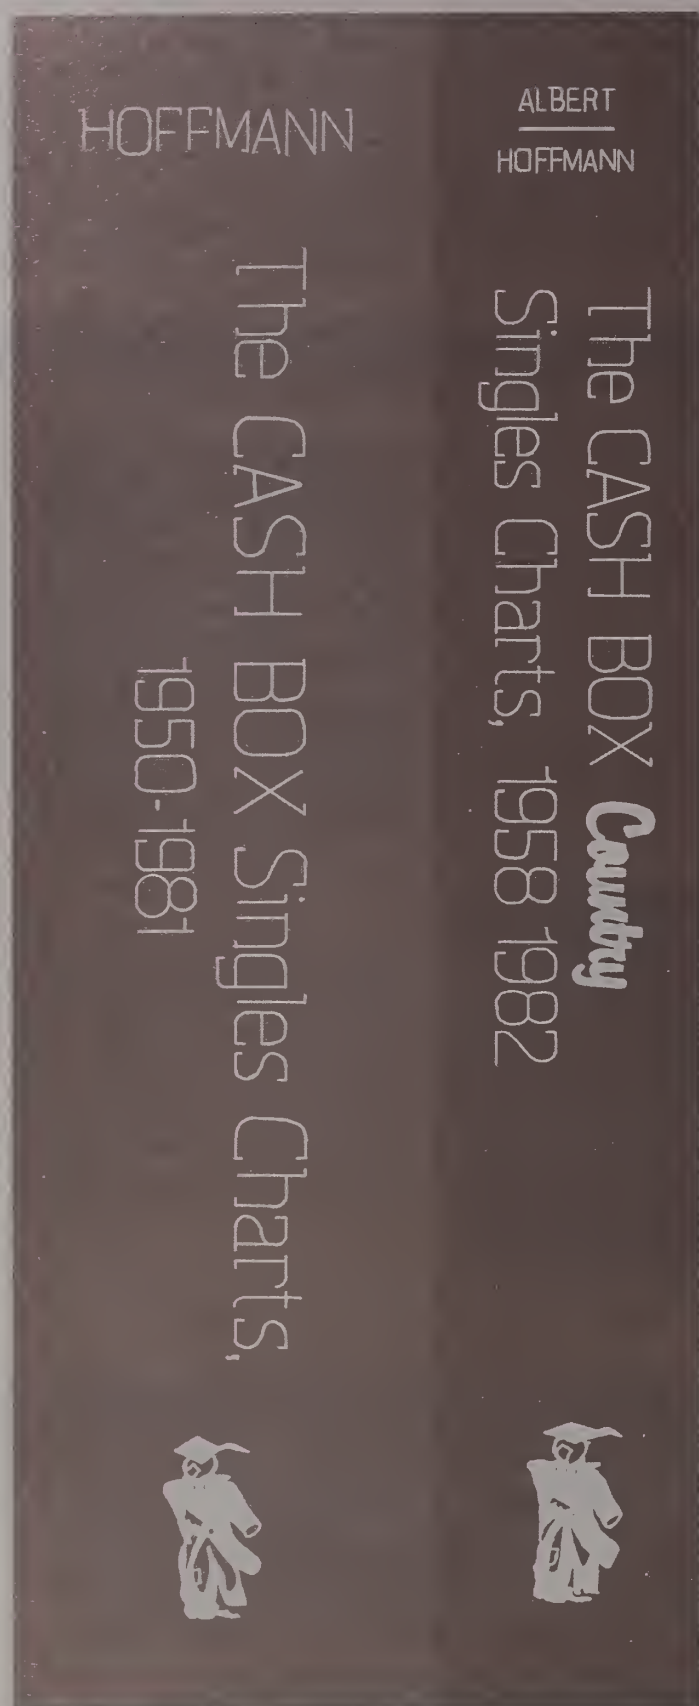 HOFFMANN
The CASH BOX Singles Charts,
1950-1981
ALBERT
HOFFMANN
The CASH BOX Country
Singles Charts, 1958 1982